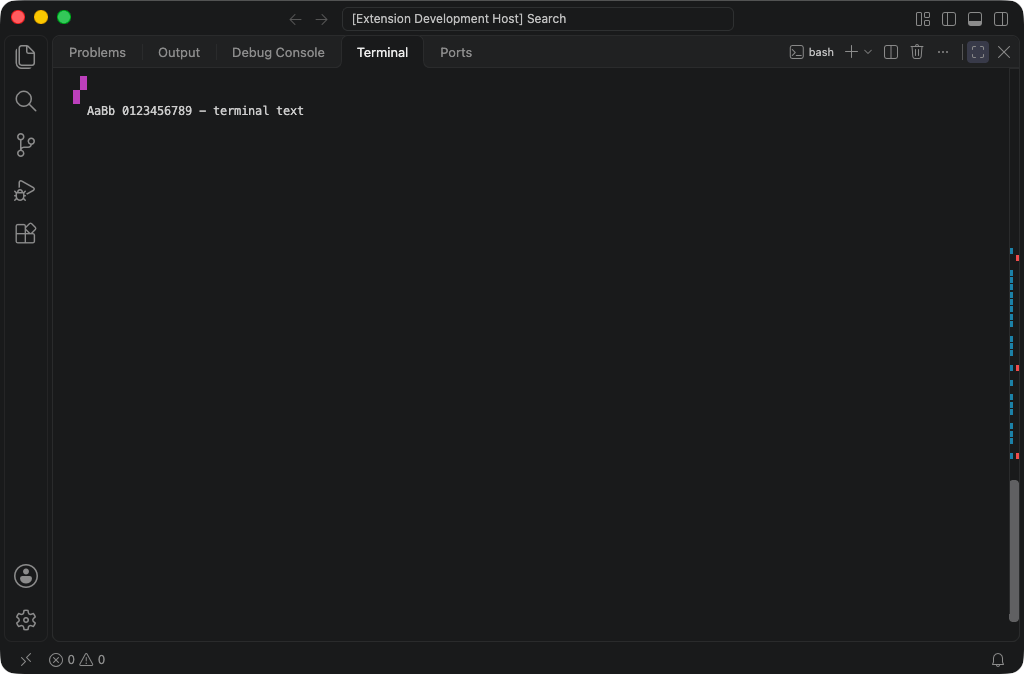 [Extension Development Host] Search
Problems Output Debug Console Terminal Ports bash
AaBb 0123456789 — terminal text
0 0